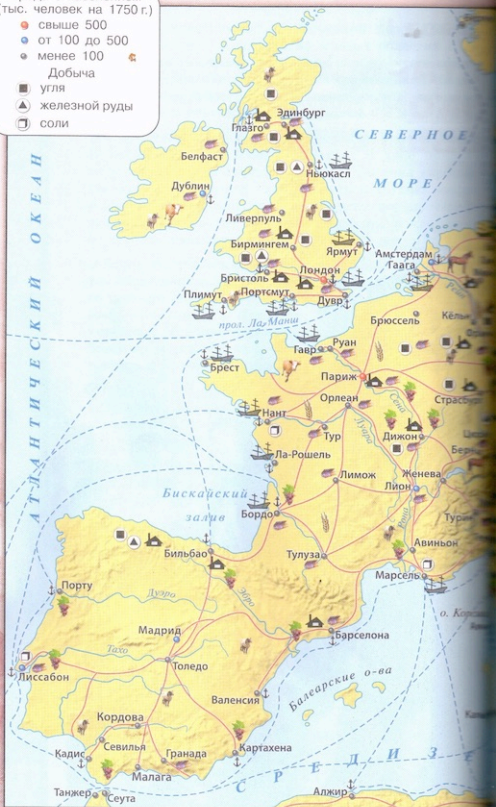 (тыс. человек на 1750 г.)
свыше 500
от 100 до 500
менее 100
Добыча
угля
железной руды
соли
АТЛАНТИЧЕСКИЙ ОКЕАН
СЕВЕРНОЕ
МОРЕ
Эдинбург
Глазго
Белфаст
Ньюкасл
Дублин
Ливерпуль
Бирмингем
Ярмут
Амстердам
Гаага
Бристоль
Лондон
Плимут
Портсмут
Дувр
прол. Ла-Манш
Брюссель
Гавр
Руан
Брест
Париж
Страсбург
Орлеан
Сена
Нант
Луара
Тур
Дижон
Ла-Рошель
Лимож
Женева
Лион
Бискайский
залив
Бордо
Рона
Тулуза
Авиньон
Бильбао
Марсель
Порту
Дуэро
Эбро
Мадрид
Барселона
Тахо
Толедо
Лиссабон
Балеарские о-ва
Валенсия
Кордова
Севилья
Картахена
Кадис
Гранада
Малага
СРЕДИЗЕ
Танжер
Сеута
Алжир